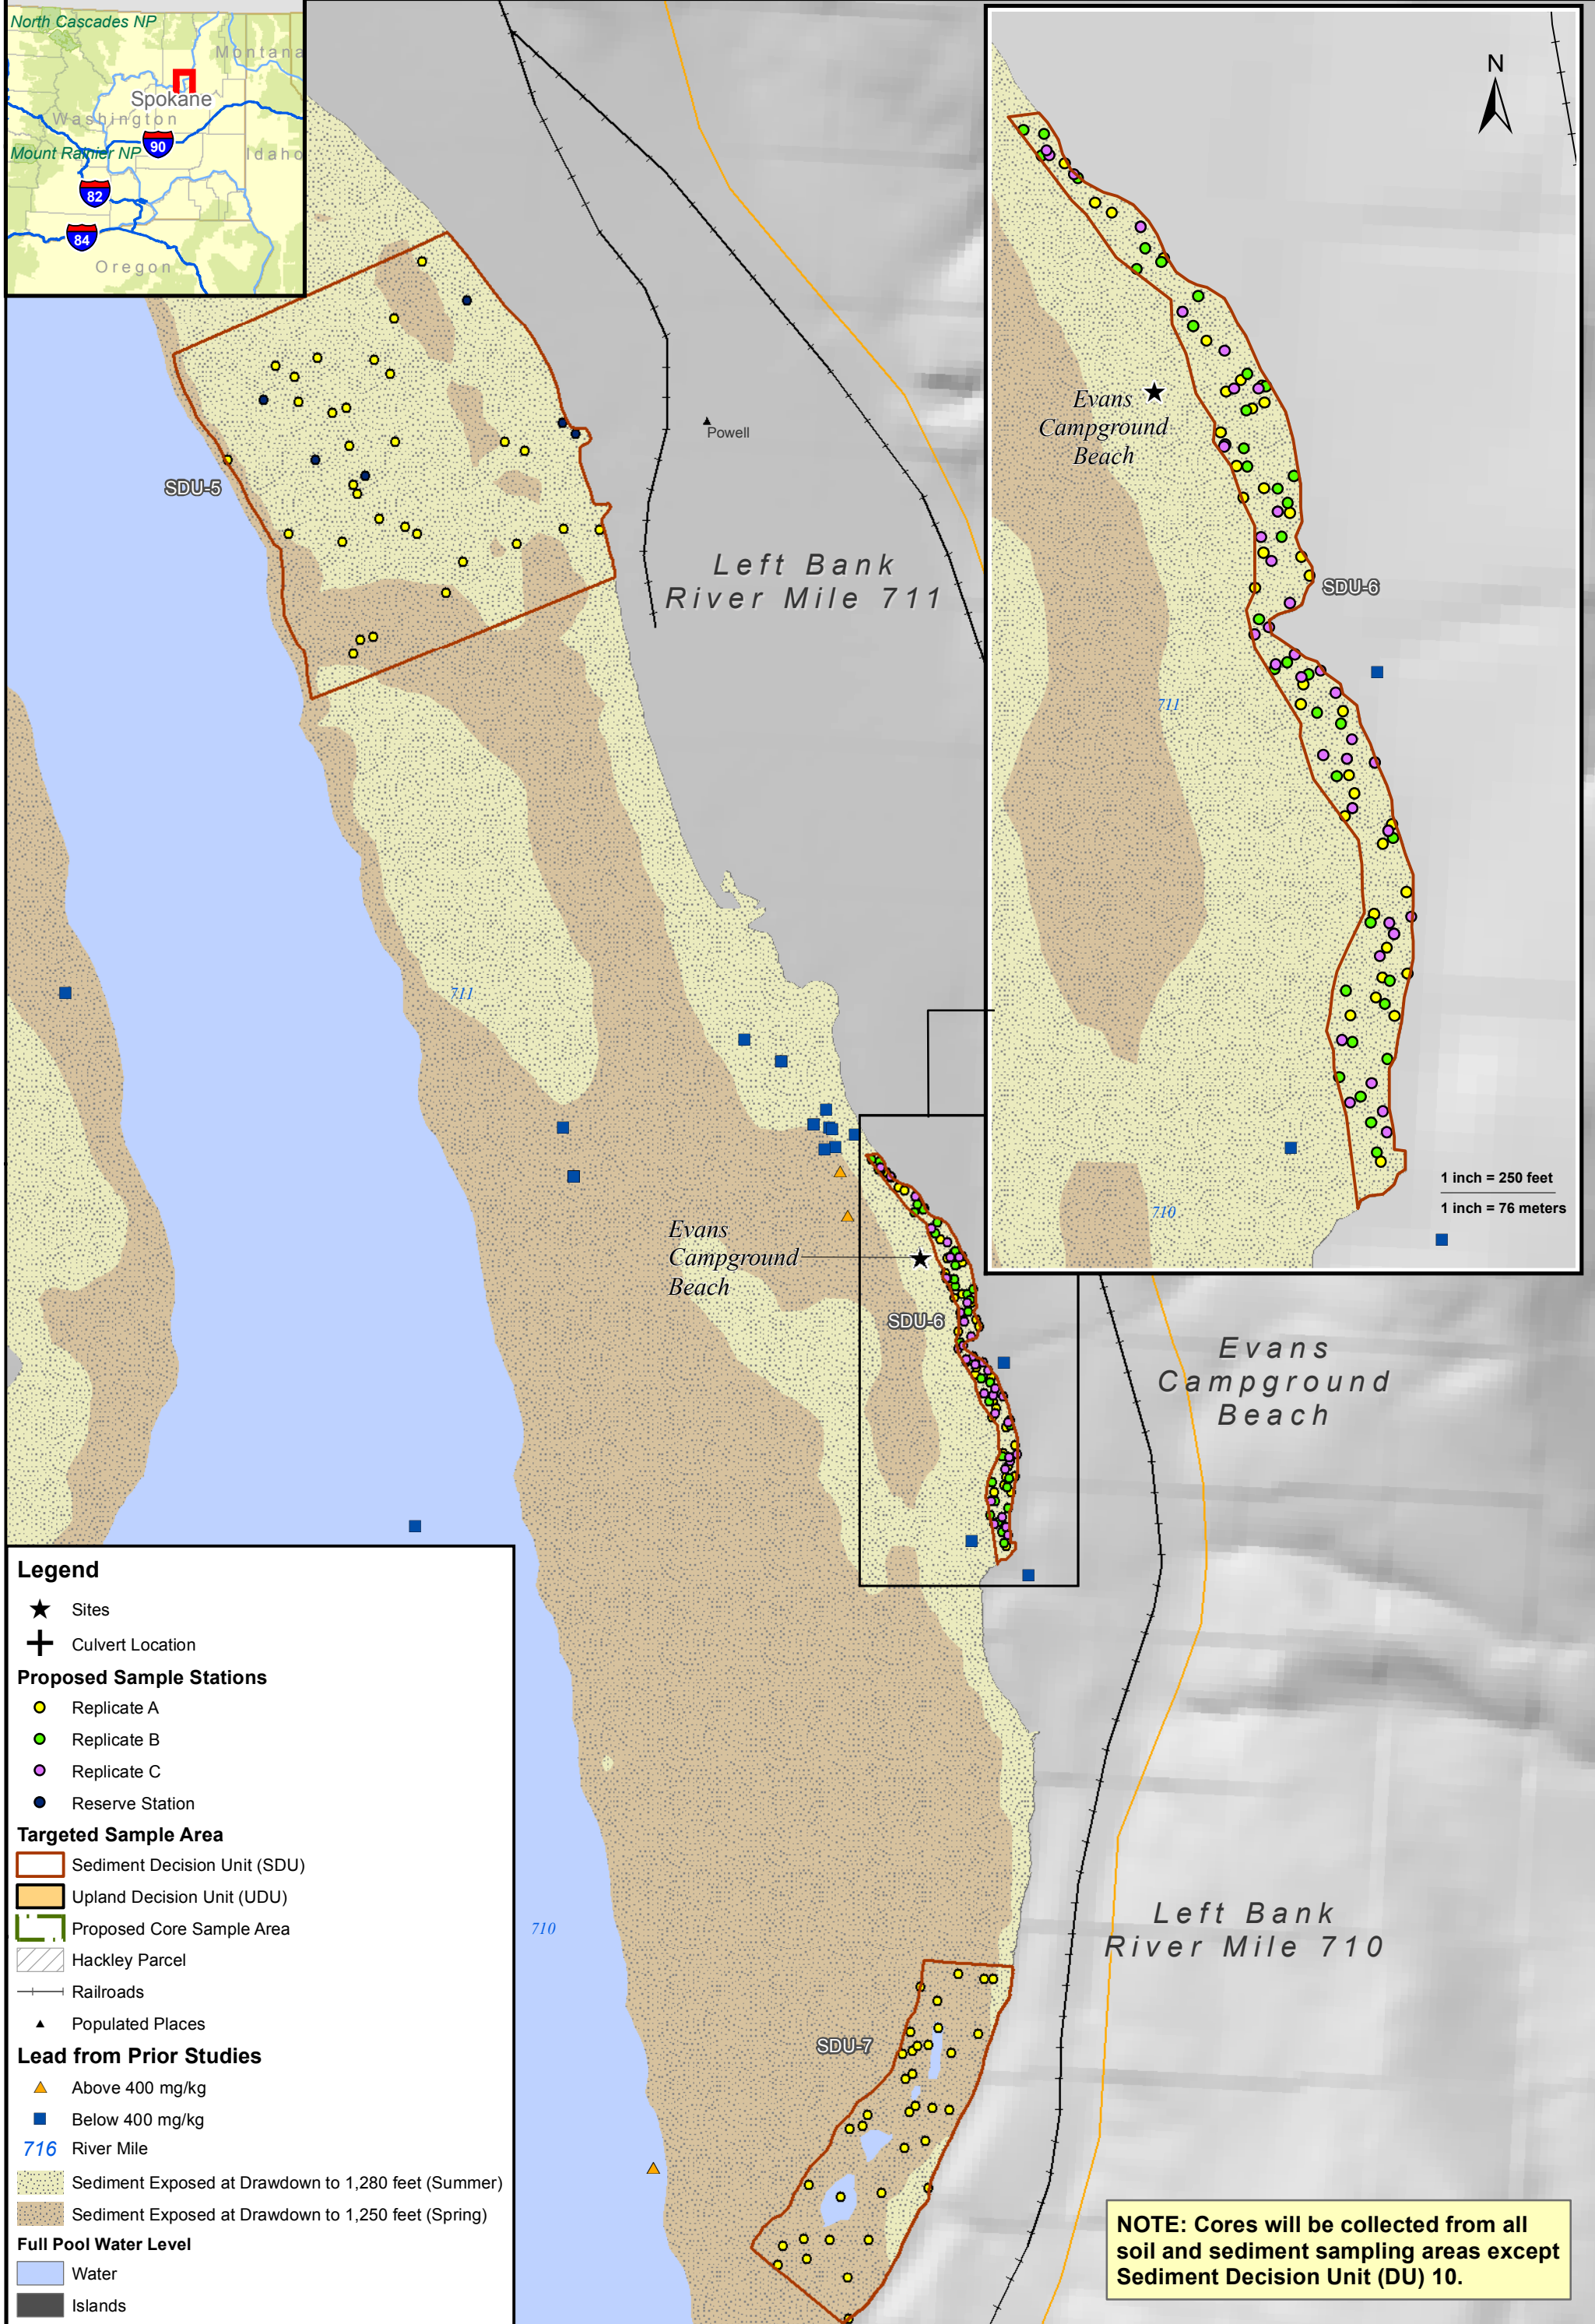 North Cascades NP
Montana
Spokane
Washington
90
Mount Rainier NP
Idaho
82
84
Oregon
N
Evans
Campground
Beach
SDU-6
711
710
1 inch = 250 feet
1 inch = 76 meters
SDU-5
Powell
Left Bank
River Mile 711
711
Evans
Campground
Beach
SDU-6
Evans
Campground
Beach
710
Left Bank
River Mile 710
SDU-7
Legend
Sites
Culvert Location
Proposed Sample Stations
Replicate A
Replicate B
Replicate C
Reserve Station
Targeted Sample Area
Sediment Decision Unit (SDU)
Upland Decision Unit (UDU)
Proposed Core Sample Area
Hackley Parcel
Railroads
Populated Places
Lead from Prior Studies
Above 400 mg/kg
Below 400 mg/kg
716 River Mile
Sediment Exposed at Drawdown to 1,280 feet (Summer)
Sediment Exposed at Drawdown to 1,250 feet (Spring)
Full Pool Water Level
Water
Islands
NOTE: Cores will be collected from all
soil and sediment sampling areas except
Sediment Decision Unit (DU) 10.